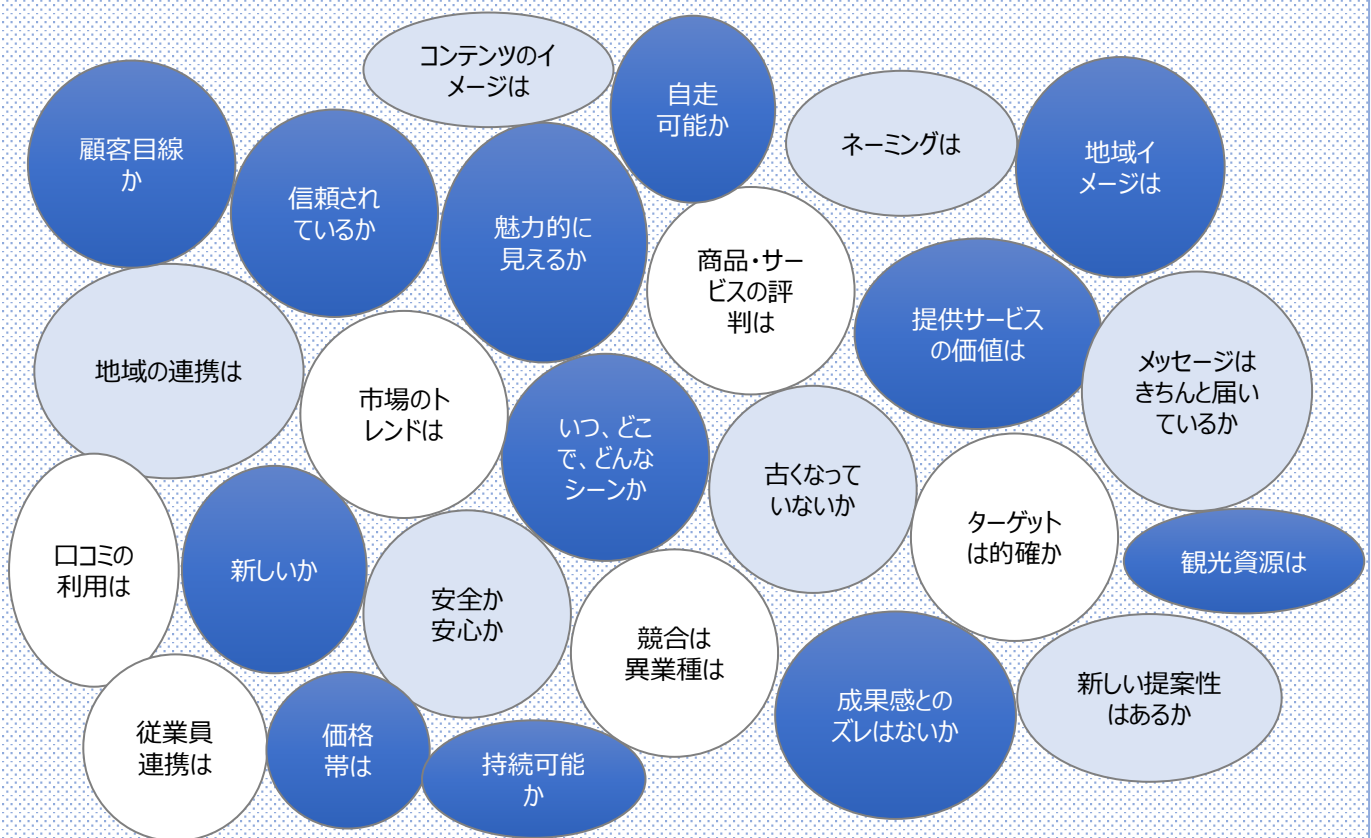 コンテンツのイ
メージは
自走
可能か
ネーミングは
地域イ
メージは
顧客目線
か
信頼され
ているか
魅力的に
見えるか
商品・サー
ビスの評
判は
提供サービス
の価値は
メッセージは
きちんと届い
ているか
地域の連携は
市場のト
レンドは
いつ、どこ
で、どんな
シーンか
古くなって
いないか
ターゲット
は的確か
観光資源は
口コミの
利用は
新しいか
安全か
安心か
競合は
異業種は
成果感との
ズレはないか
新しい提案性
はあるか
従業員
連携は
価格
帯は
持続可能
か